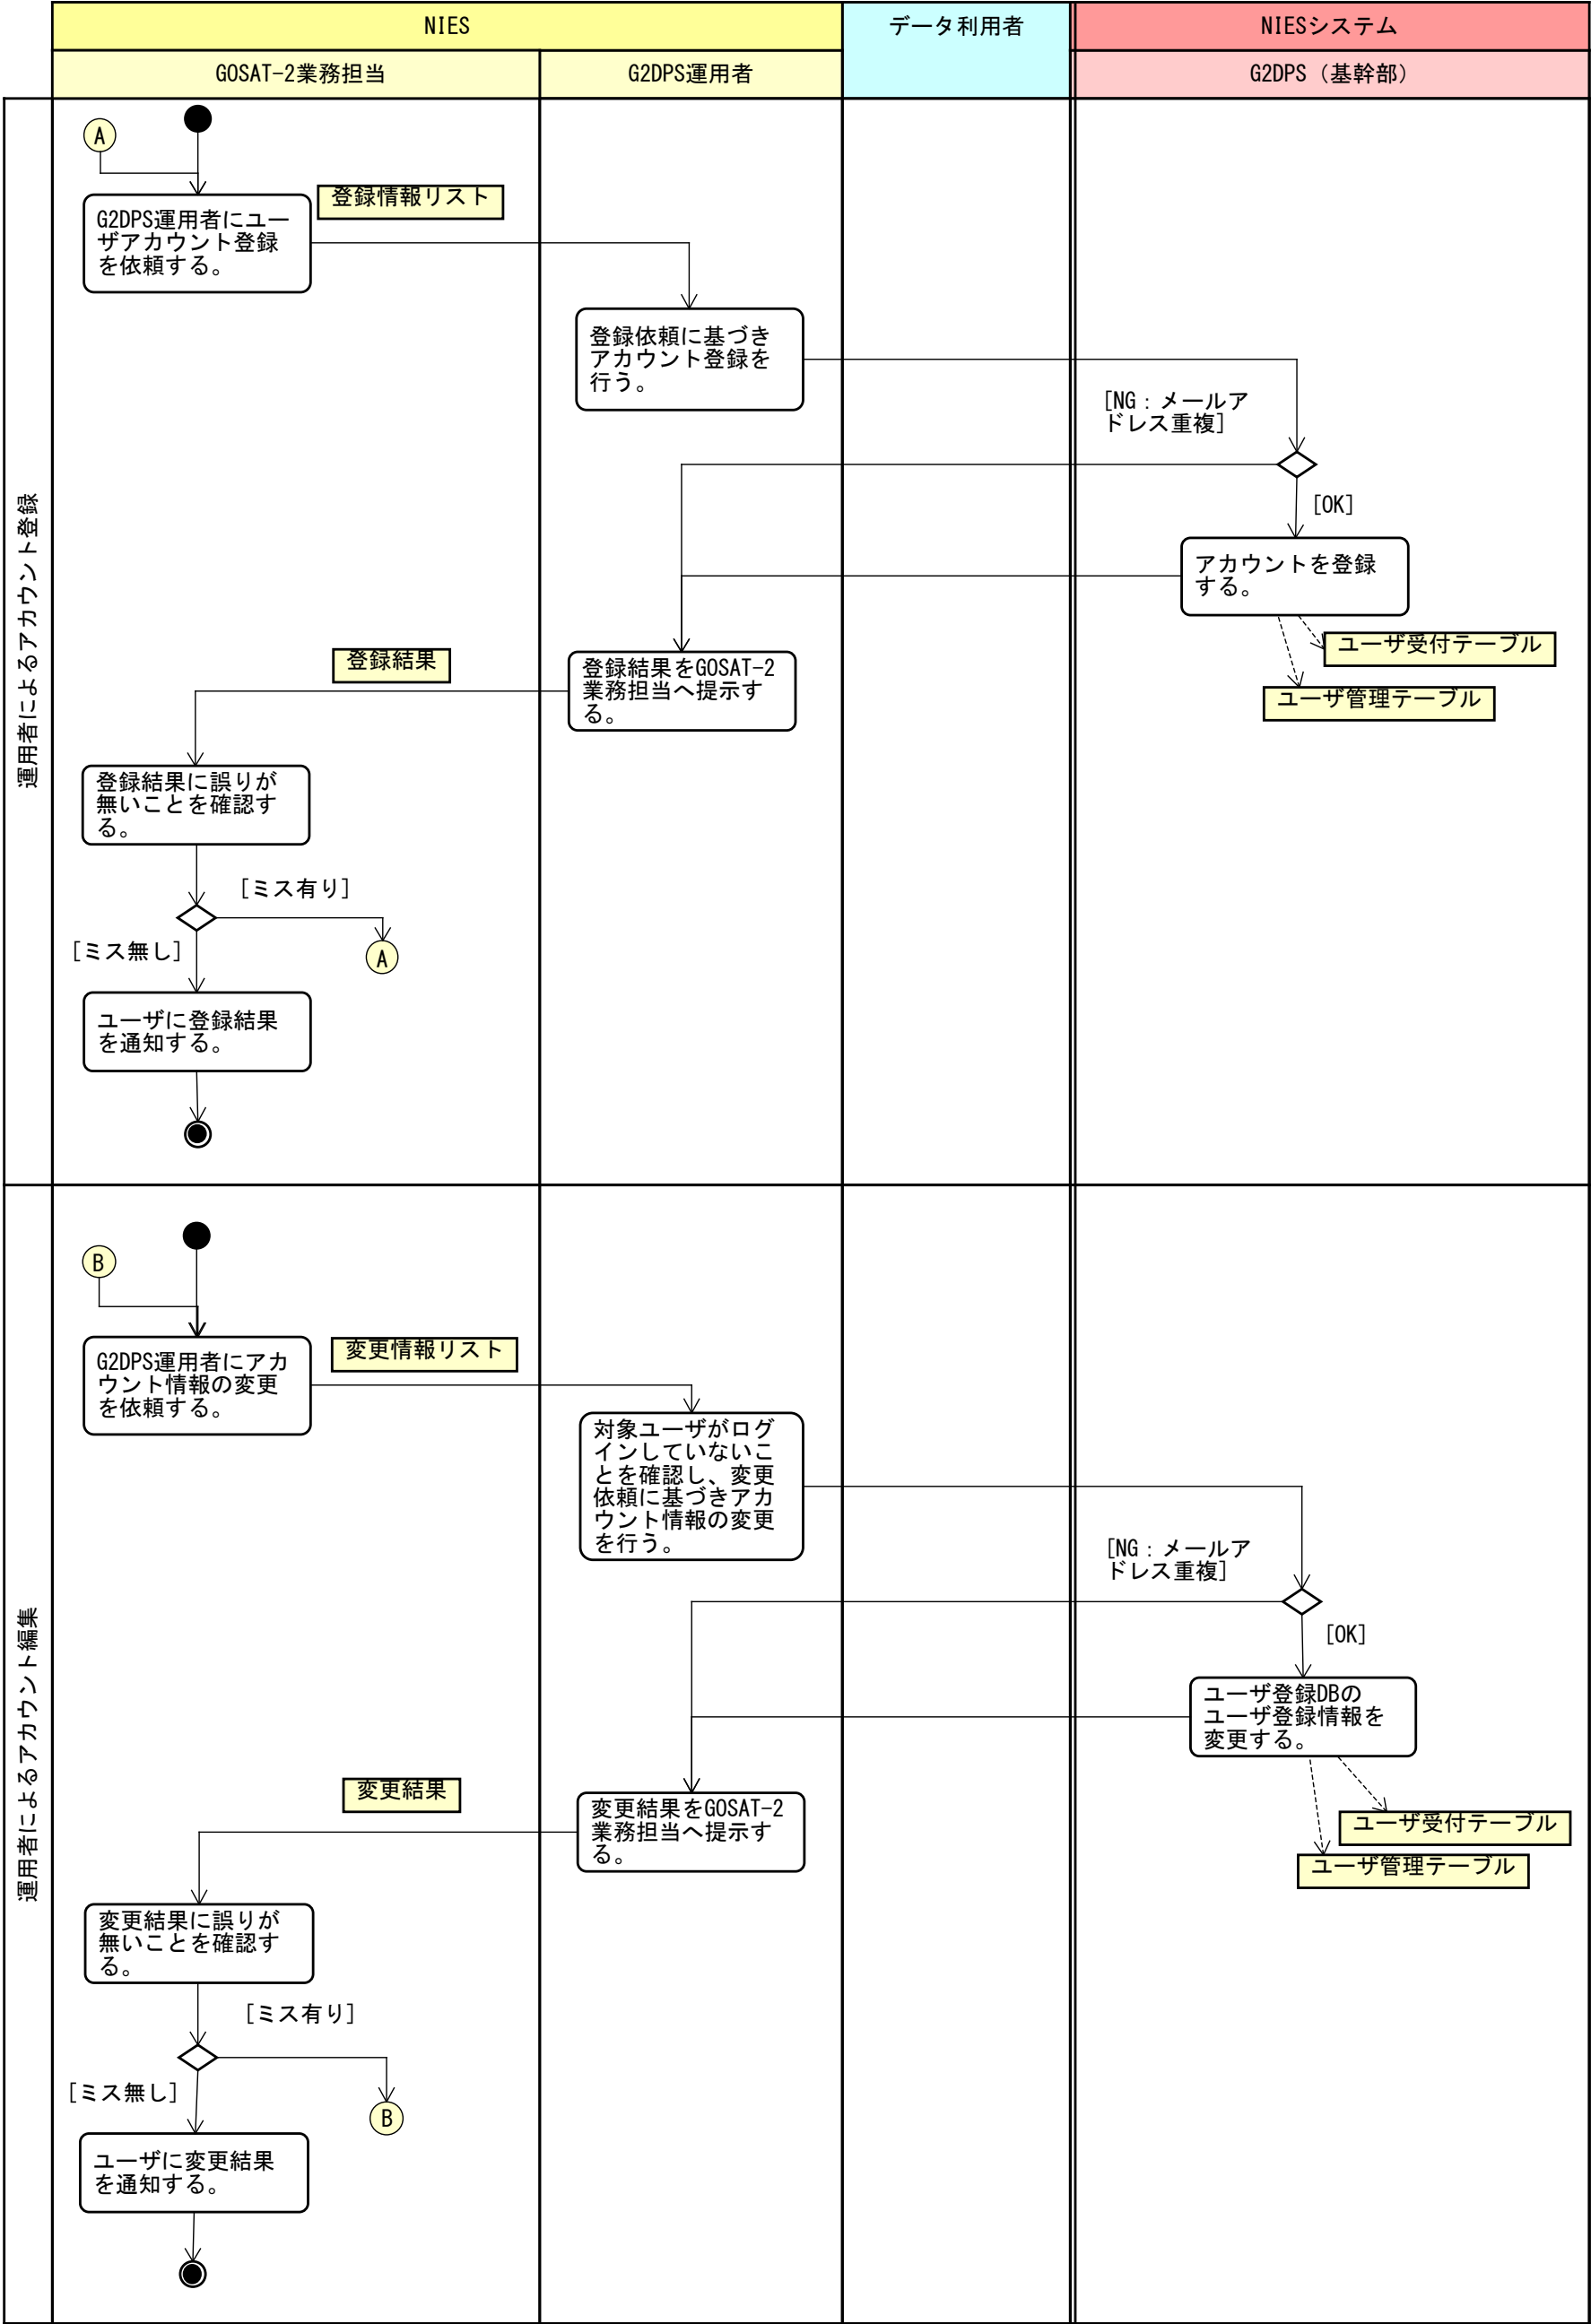 NIES
データ利用者
NIESシステム
GOSAT-2業務担当
G2DPS運用者
G2DPS（基幹部）
運用者によるアカウント登録
A
G2DPS運用者にユー
ザアカウント登録
を依頼する。
登録情報リスト
登録依頼に基づき
アカウント登録を
行う。
[NG：メールア
ドレス重複]
[OK]
アカウントを登録
する。
ユーザ受付テーブル
ユーザ管理テーブル
登録結果をGOSAT-2
業務担当へ提示す
る。
登録結果
登録結果に誤りが
無いことを確認す
る。
[ミス有り]
A
[ミス無し]
ユーザに登録結果
を通知する。
運用者によるアカウント編集
B
G2DPS運用者にアカ
ウント情報の変更
を依頼する。
変更情報リスト
対象ユーザがログ
インしていないこ
とを確認し、変更
依頼に基づきアカ
ウント情報の変更
を行う。
[NG：メールア
ドレス重複]
[OK]
ユーザ登録DBの
ユーザ登録情報を
変更する。
ユーザ受付テーブル
ユーザ管理テーブル
変更結果をGOSAT-2
業務担当へ提示す
る。
変更結果
変更結果に誤りが
無いことを確認す
る。
[ミス有り]
B
[ミス無し]
ユーザに変更結果
を通知する。